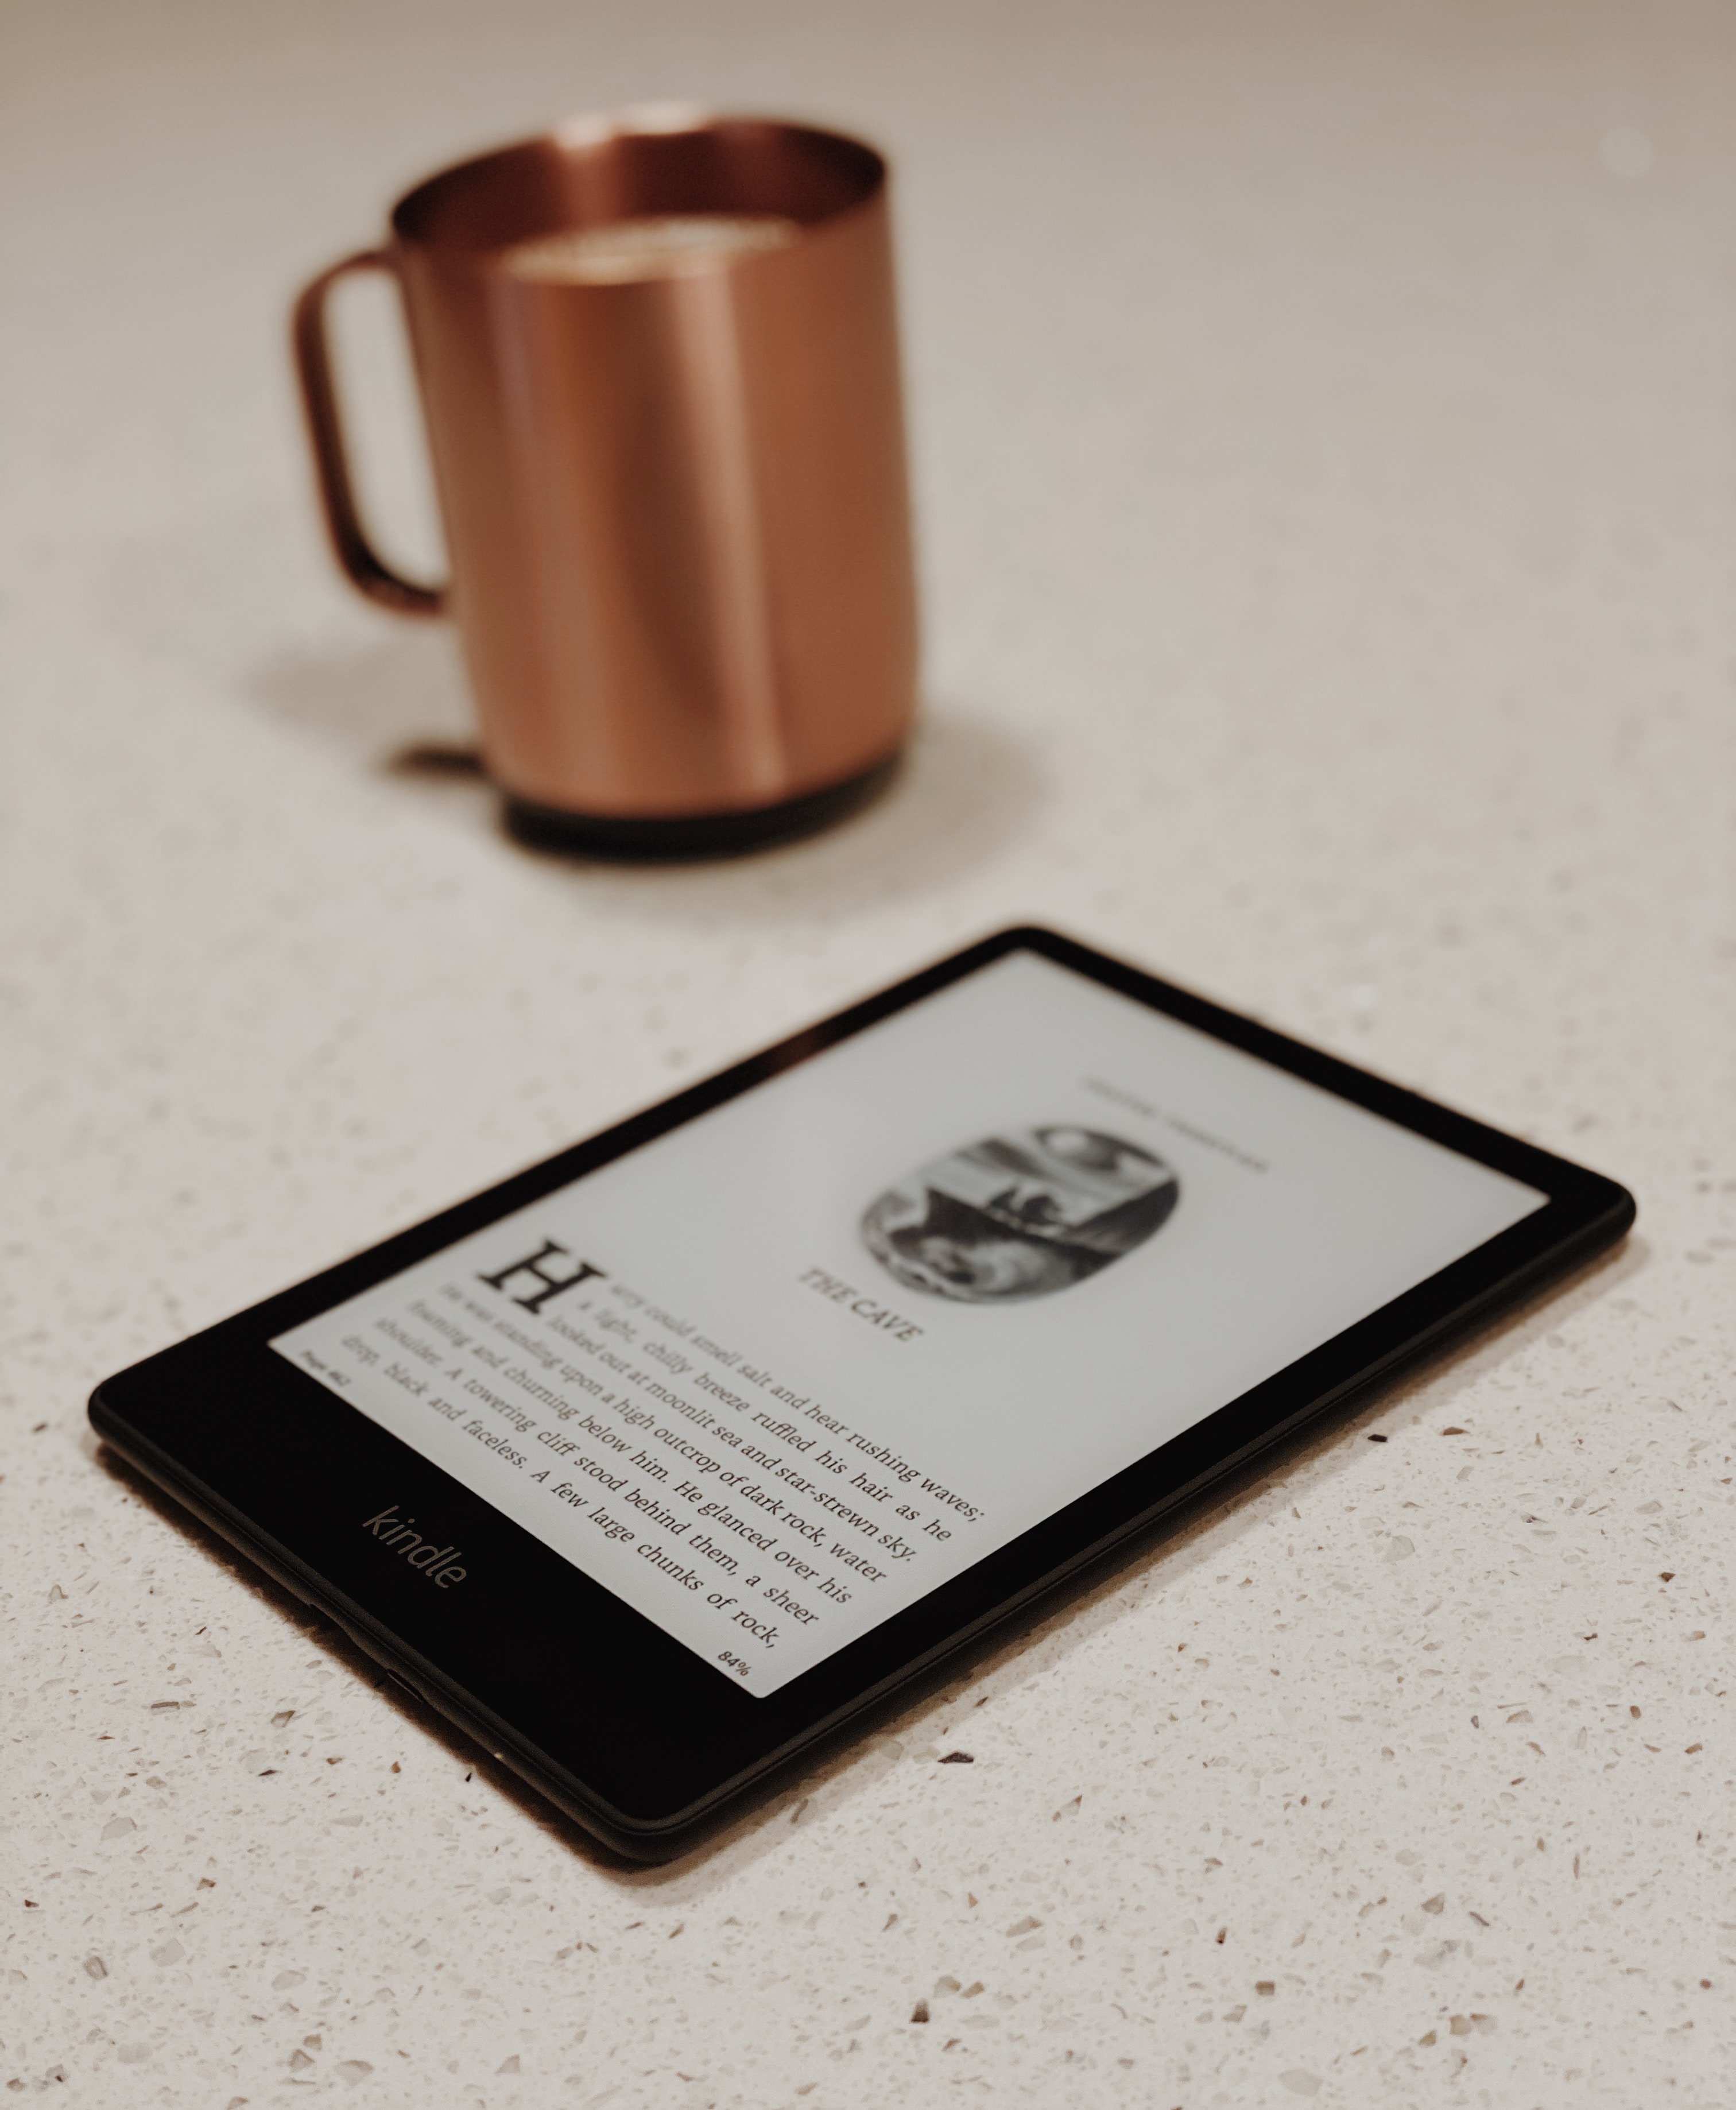 THE CAVE
Harry could smell salt and hear rushing waves;
a light, chilly breeze ruffled his hair as he
looked out at moonlit sea and star-strewn sky.
He was standing upon a high outcrop of dark rock, water
foaming and churning below him. He glanced over his
shoulder. A towering cliff stood behind them, a sheer
drop, black and faceless. A few large chunks of rock,
84%
kindle